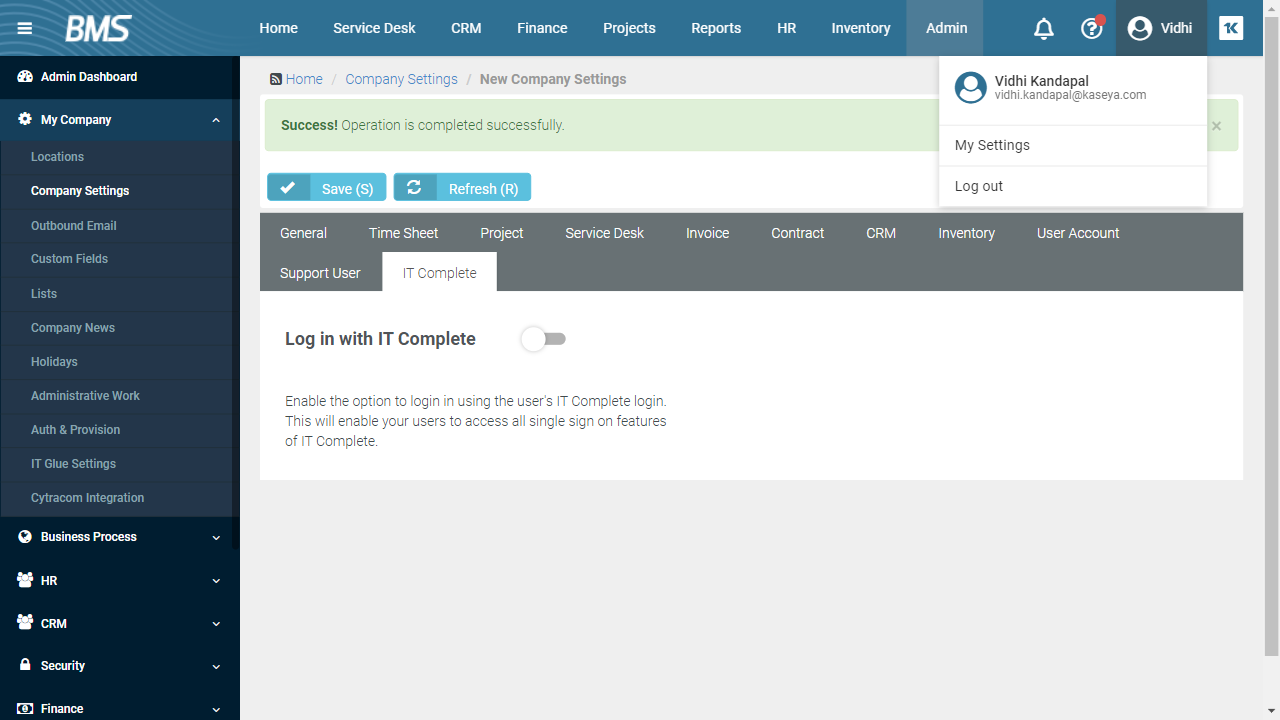 BMS
Home Service Desk CRM Finance Projects Reports HR Inventory Admin Vidhi
Admin Dashboard
My Company
Locations
Company Settings
Outbound Email
Custom Fields
Lists
Company News
Holidays
Administrative Work
Auth & Provision
IT Glue Settings
Cytracom Integration
Business Process
HR
CRM
Security
Finance
Home / Company Settings / New Company Settings
Vidhi Kandapal
vidhi.kandapal@kaseya.com
My Settings
Log out
Success! Operation is completed successfully. ×
Save (S) Refresh (R)
General Time Sheet Project Service Desk Invoice Contract CRM Inventory User Account
Support User IT Complete
Log in with IT Complete
Enable the option to login in using the user's IT Complete login.
This will enable your users to access all single sign on features
of IT Complete.